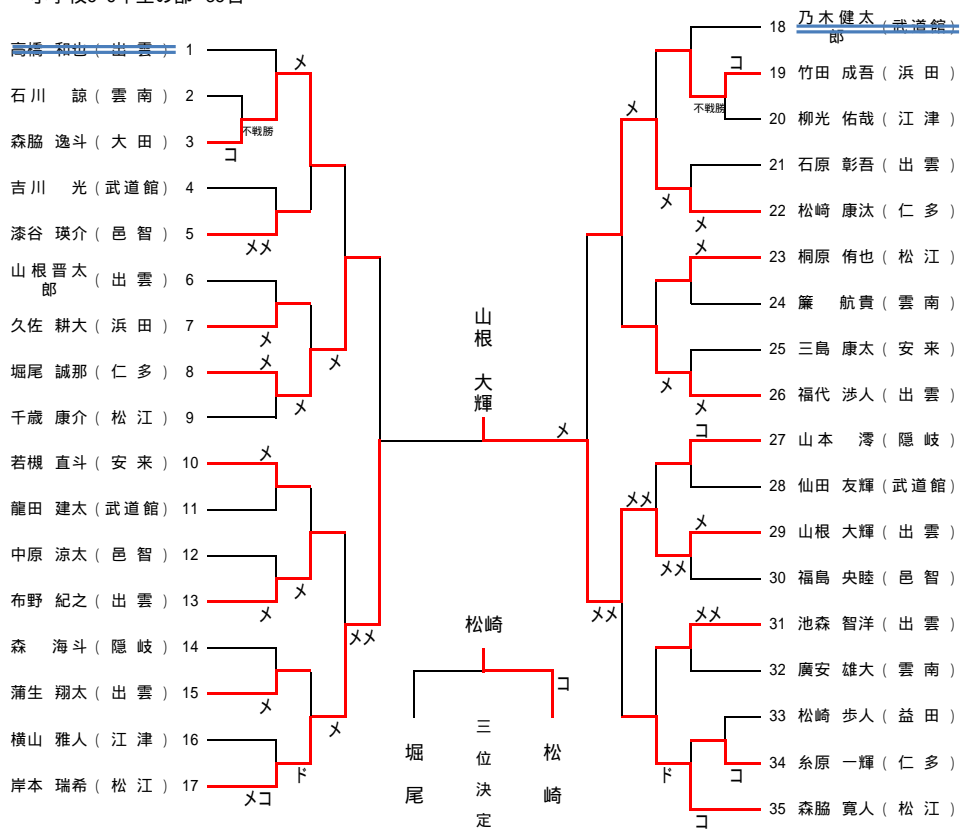 高橋 和也 ( 出 雲 ) 1
石川 諒 ( 雲 南 ) 2
森脇 逸斗 ( 大 田 ) 3
吉川 光 ( 武道館 ) 4
漆谷 瑛介 ( 邑 智 ) 5
山根晋太郎 ( 出 雲 ) 6
久佐 耕大 ( 浜 田 ) 7
堀尾 誠那 ( 仁 多 ) 8
千歳 康介 ( 松 江 ) 9
若槻 直斗 ( 安 来 ) 10
龍田 建太 ( 武道館 ) 11
中原 涼太 ( 邑 智 ) 12
布野 紀之 ( 出 雲 ) 13
森 海斗 ( 隠 岐 ) 14
蒲生 翔太 ( 出 雲 ) 15
横山 雅人 ( 江 津 ) 16
岸本 瑞希 ( 松 江 ) 17
メ
不戦勝
コ
メメ
メ
メ
メ
メ
メ
メ
メ
メメ
メ
メ
ド
メコ
山根 大輝
メ
松崎
コ
堀尾
三位決定
松崎
18 乃木健太郎 ( 武道館 )
19 竹田 成吾 ( 浜 田 )
20 柳光 佑哉 ( 江 津 )
21 石原 彰吾 ( 出 雲 )
22 松﨑 康汰 ( 仁 多 )
23 桐原 侑也 ( 松 江 )
24 簾 航貴 ( 雲 南 )
25 三島 康太 ( 安 来 )
26 福代 渉人 ( 出 雲 )
27 山本 澪 ( 隠 岐 )
28 仙田 友輝 ( 武道館 )
29 山根 大輝 ( 出 雲 )
30 福島 央睦 ( 邑 智 )
31 池森 智洋 ( 出 雲 )
32 廣安 雄大 ( 雲 南 )
33 松崎 歩人 ( 益 田 )
34 糸原 一輝 ( 仁 多 )
35 森脇 寛人 ( 松 江 )
コ
不戦勝
メ
メ
メ
メ
メ
メ
コ
メメ
メ
メメ
メメ
メメ
コ
ド
コ